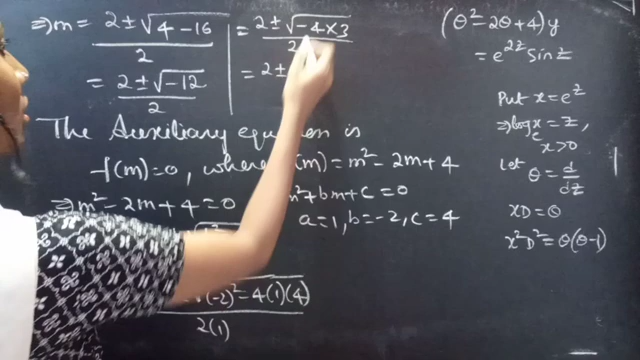 ⇒ m = 2 ± √4 - 16 / 2
= 2 ± √-12 / 2
= 2 ± √-4×3 / 2
= 2 ±
The Auxiliary equation is
f(m) = 0, where f(m) = m² - 2m + 4
⇒ m² - 2m + 4 = 0
m² + bm + c = 0
a = 1, b = -2, c = 4
(-2)² - 4(1)(4)
2(1)
(θ² - 2θ + 4) y
= e^{2z} Sin z
Put x = e^z
⇒ log_e x = z,
x > 0
Let θ = d/dz
xD = θ
x²D² = θ(θ-1)